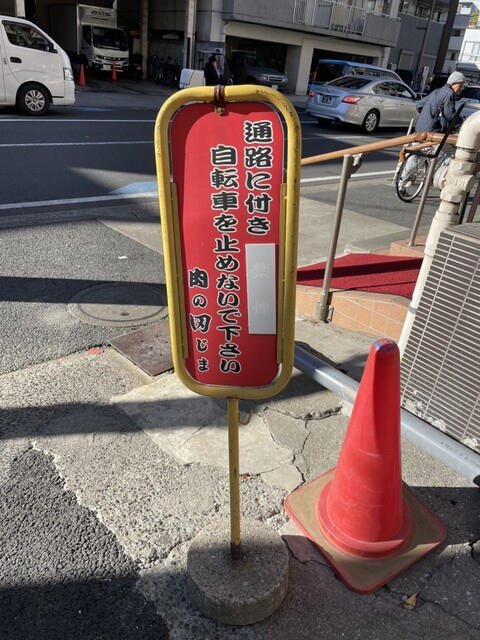 通路に付き
自転車を止めないで下さい
肉の田じま